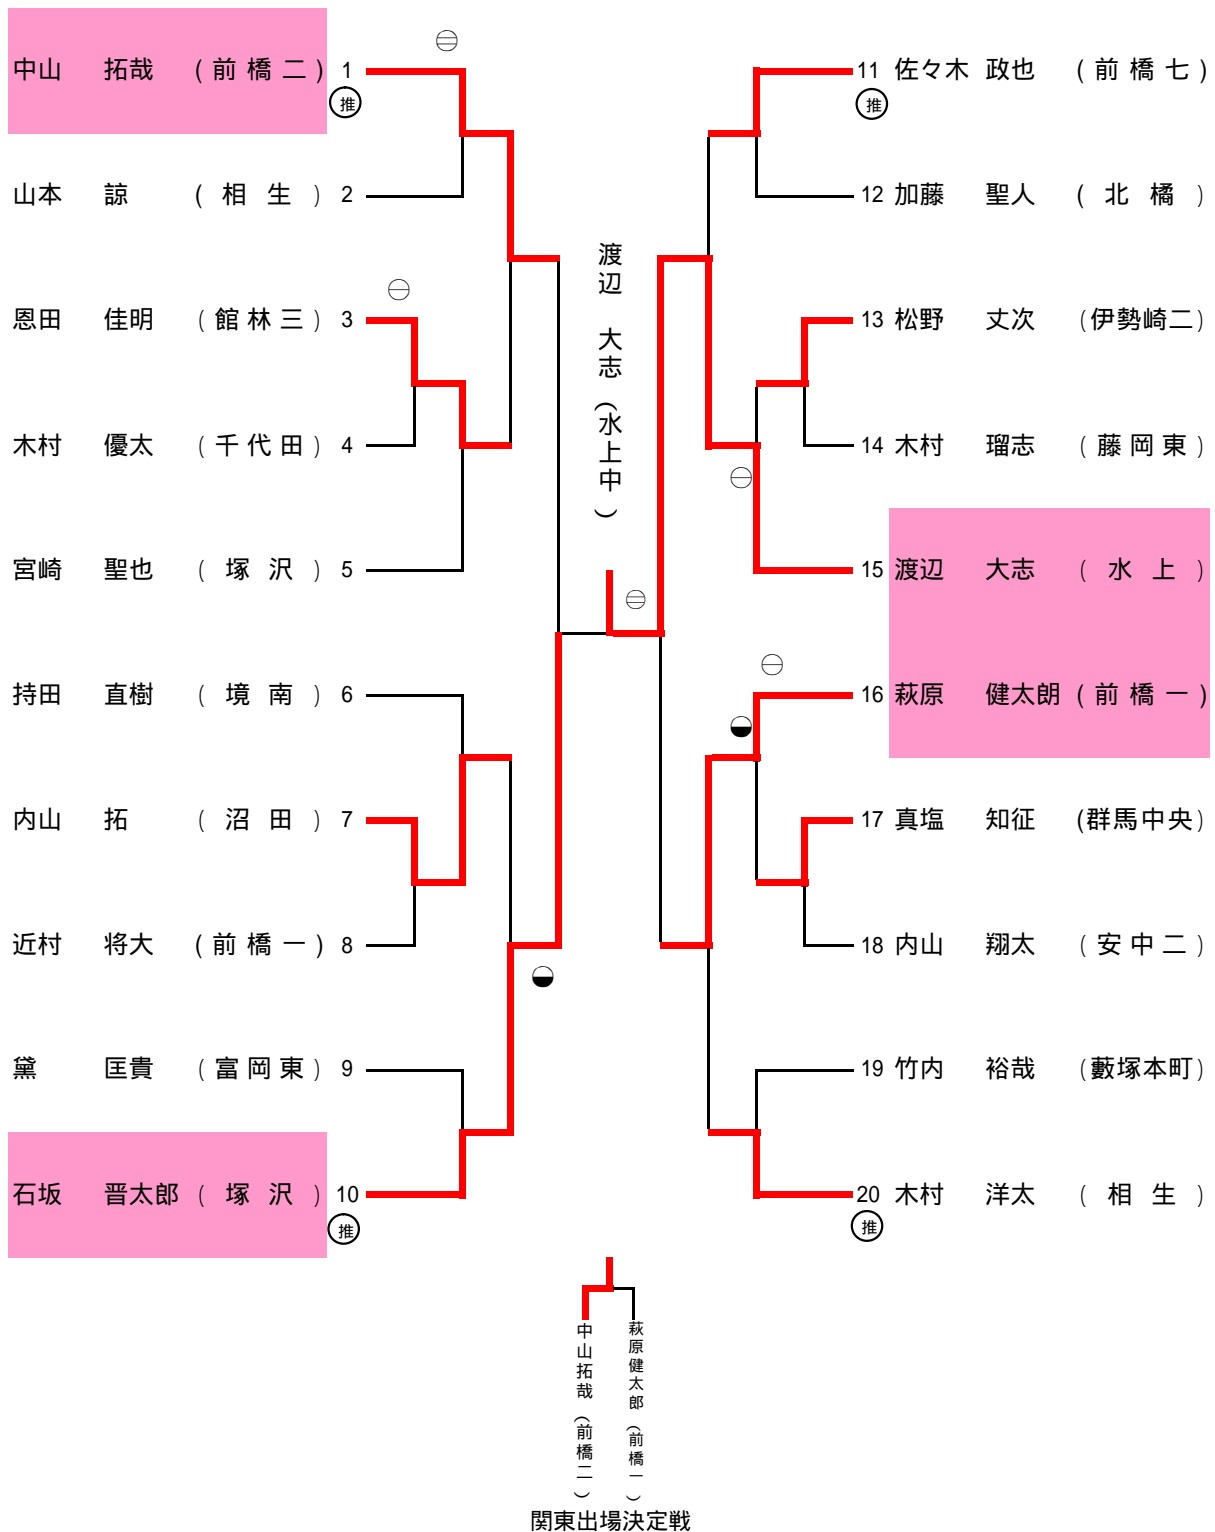 中山 拓哉 (前橋二) 1
推
山本 諒 (相生) 2
恩田 佳明 (館林三) 3
木村 優太 (千代田) 4
宮崎 聖也 (塚沢) 5
持田 直樹 (境南) 6
内山 拓 (沼田) 7
近村 将大 (前橋一) 8
黛 匡貴 (富岡東) 9
石坂 晋太郎 (塚沢) 10
推
渡辺 大志(水上中)
11 佐々木 政也 (前橋七)
推
12 加藤 聖人 (北橘)
13 松野 丈次 (伊勢崎二)
14 木村 瑠志 (藤岡東)
15 渡辺 大志 (水上)
16 萩原 健太朗 (前橋一)
17 真塩 知征 (群馬中央)
18 内山 翔太 (安中二)
19 竹内 裕哉 (藪塚本町)
20 木村 洋太 (相生)
推
中山拓哉(前橋二)
萩原健太郎(前橋一)
関東出場決定戦